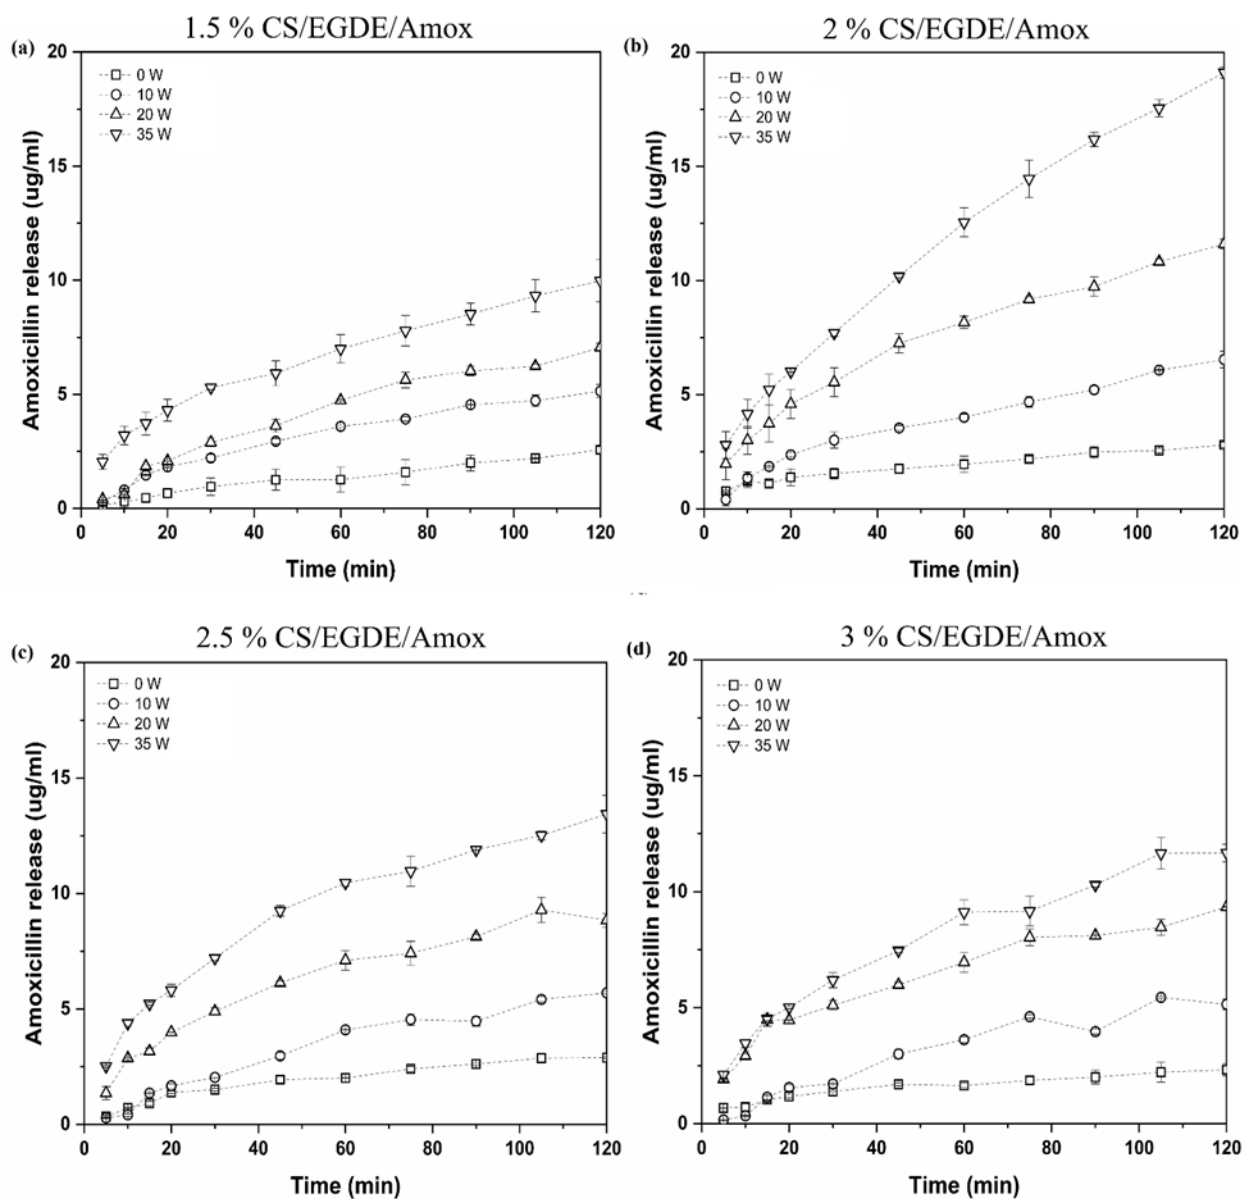 1.5 % CS/EGDE/Amox
(a)
20
15
10
5
0
0 W
10 W
20 W
35 W
Amoxicillin release (ug/ml)
0 20 40 60 80 100 120
Time (min)
2 % CS/EGDE/Amox
(b)
20
15
10
5
0
0 W
10 W
20 W
35 W
Amoxicillin release (ug/ml)
0 20 40 60 80 100 120
Time (min)
2.5 % CS/EGDE/Amox
(c)
20
15
10
5
0
0 W
10 W
20 W
35 W
Amoxicillin release (ug/ml)
0 20 40 60 80 100 120
Time (min)
3 % CS/EGDE/Amox
(d)
20
15
10
5
0
0 W
10 W
20 W
35 W
Amoxicillin release (ug/ml)
0 20 40 60 80 100 120
Time (min)